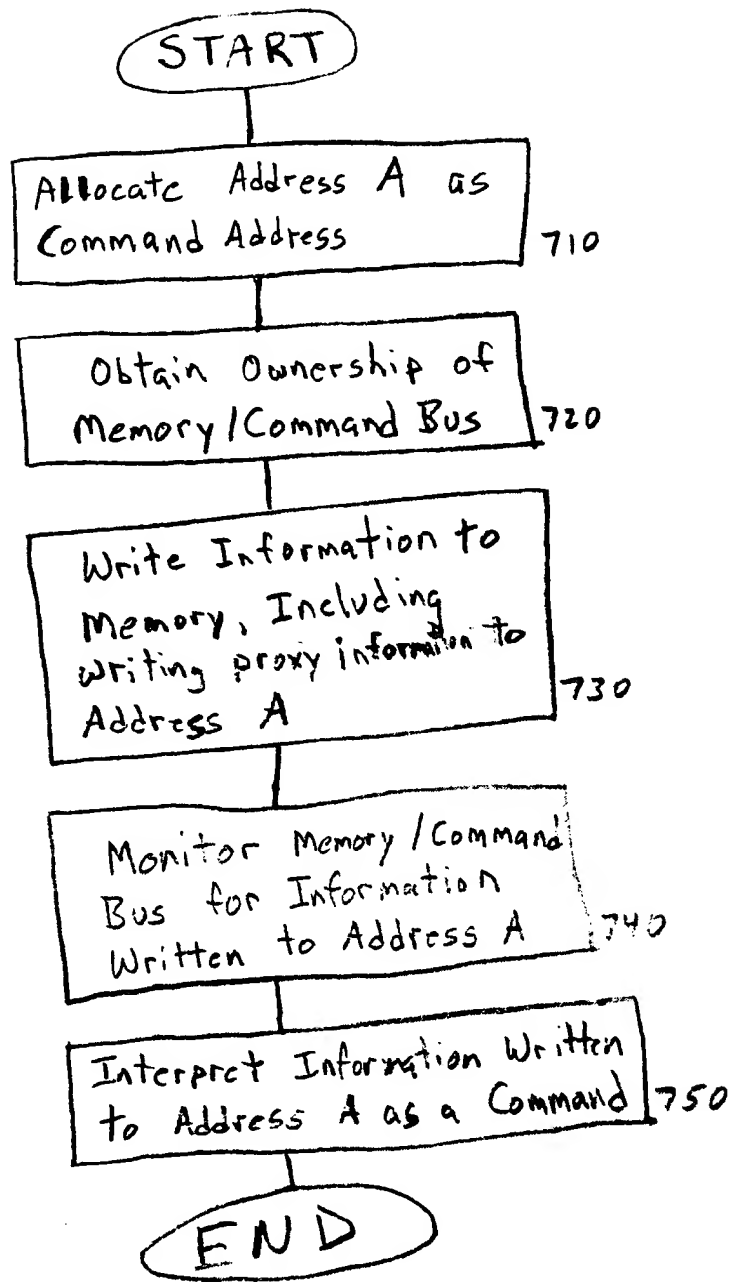 START
Allocate Address A as
Command Address
710
Obtain Ownership of
Memory/Command Bus
720
Write Information to
Memory, Including
writing proxy information to
Address A
730
Monitor Memory/Command
Bus for Information
Written to Address A
740
Interpret Information Written
to Address A as a Command
750
END